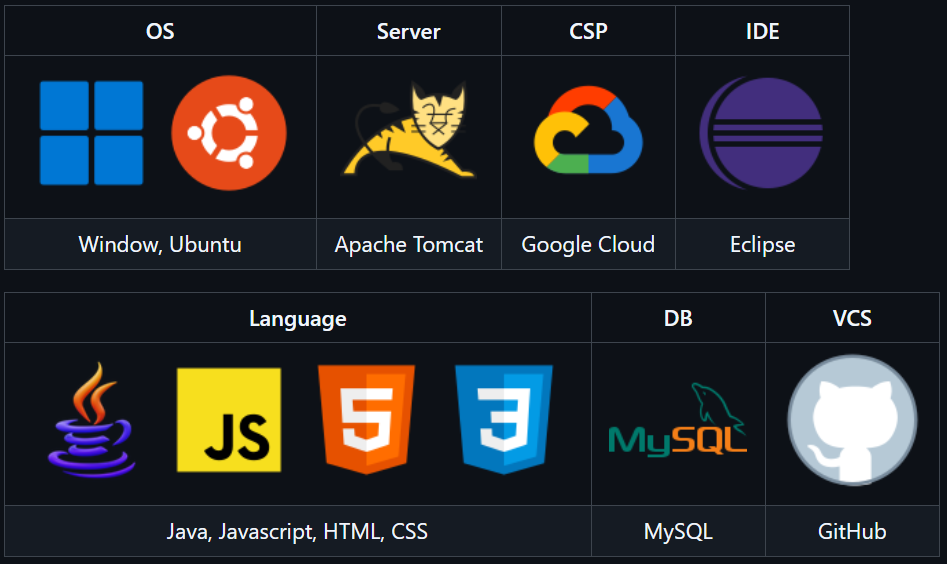 OS Server CSP IDE
Window, Ubuntu Apache Tomcat Google Cloud Eclipse
Language DB VCS
JS 5 3 MySQL
Java, Javascript, HTML, CSS MySQL GitHub